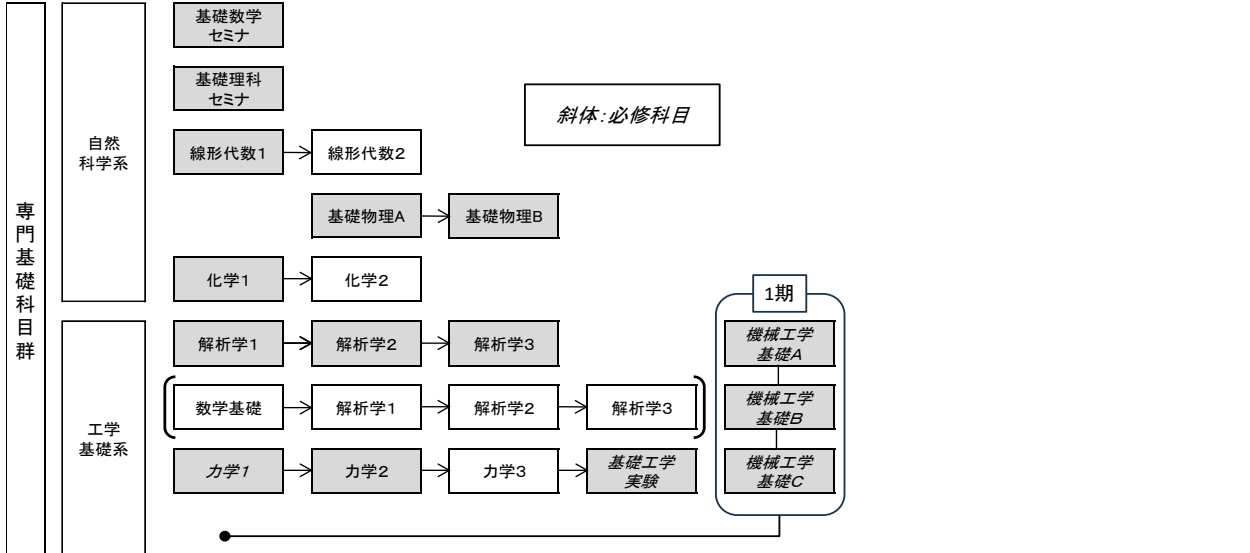 専門基礎科目群
自然
科学系
基礎数学
セミナ
基礎理科
セミナ
斜体:必修科目
線形代数1
線形代数2
基礎物理A
基礎物理B
化学1
化学2
1期
工学
基礎系
解析学1
解析学2
解析学3
機械工学
基礎A
数学基礎
解析学1
解析学2
解析学3
機械工学
基礎B
力学1
力学2
力学3
基礎工学
実験
機械工学
基礎C